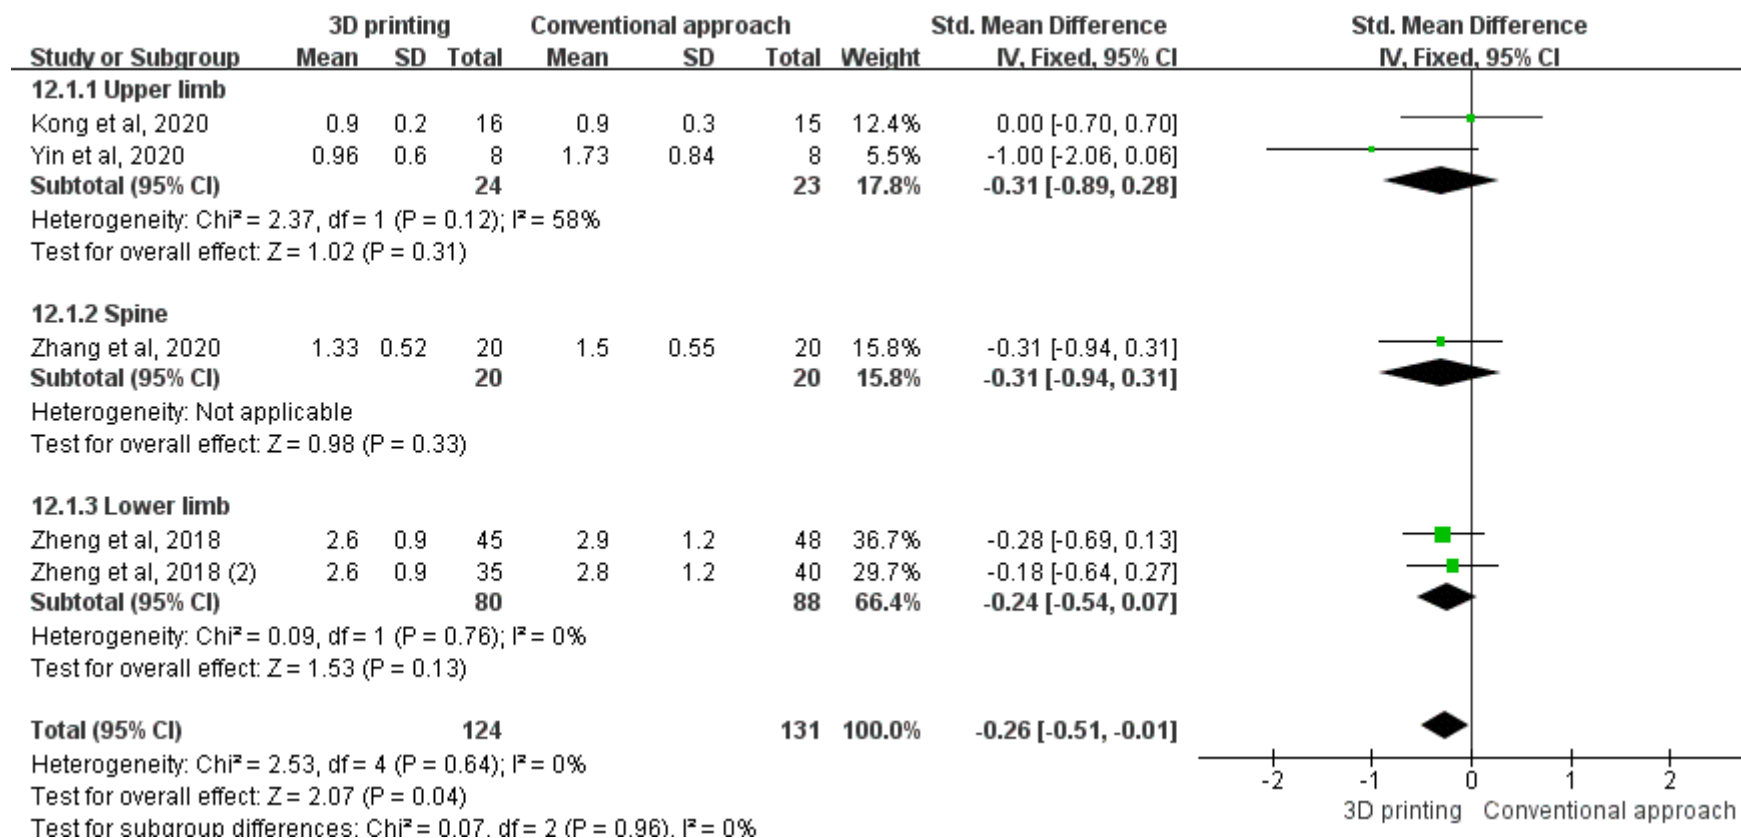 3D printing Conventional approach Std. Mean Difference Std. Mean Difference
Study or Subgroup Mean SD Total Mean SD Total Weight IV, Fixed, 95% CI IV, Fixed, 95% CI
12.1.1 Upper limb
Kong et al, 2020 0.9 0.2 16 0.9 0.3 15 12.4% 0.00 [-0.70, 0.70]
Yin et al, 2020 0.96 0.6 8 1.73 0.84 8 5.5% -1.00 [-2.06, 0.06]
Subtotal (95% CI) 24 23 17.8% -0.31 [-0.89, 0.28]
Heterogeneity: Chi² = 2.37, df = 1 (P = 0.12); I² = 58%
Test for overall effect: Z = 1.02 (P = 0.31)
12.1.2 Spine
Zhang et al, 2020 1.33 0.52 20 1.5 0.55 20 15.8% -0.31 [-0.94, 0.31]
Subtotal (95% CI) 20 20 15.8% -0.31 [-0.94, 0.31]
Heterogeneity: Not applicable
Test for overall effect: Z = 0.98 (P = 0.33)
12.1.3 Lower limb
Zheng et al, 2018 2.6 0.9 45 2.9 1.2 48 36.7% -0.28 [-0.69, 0.13]
Zheng et al, 2018 (2) 2.6 0.9 35 2.8 1.2 40 29.7% -0.18 [-0.64, 0.27]
Subtotal (95% CI) 80 88 66.4% -0.24 [-0.54, 0.07]
Heterogeneity: Chi² = 0.09, df = 1 (P = 0.76); I² = 0%
Test for overall effect: Z = 1.53 (P = 0.13)
Total (95% CI) 124 131 100.0% -0.26 [-0.51, -0.01]
Heterogeneity: Chi² = 2.53, df = 4 (P = 0.64); I² = 0%
Test for overall effect: Z = 2.07 (P = 0.04)
Test for subgroup differences: Chi² = 0.07, df = 2 (P = 0.96), I² = 0%
-2 -1 0 1 2
3D printing Conventional approach